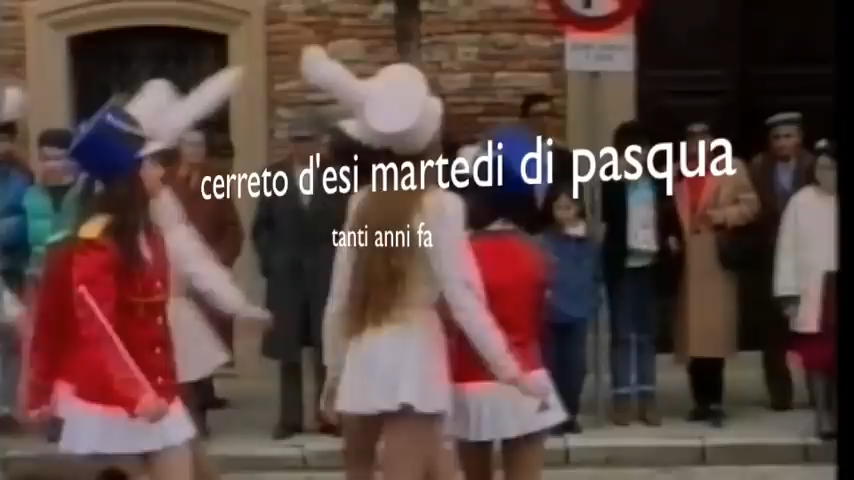 cerreto d'esi martedi di pasqua
tanti anni fa